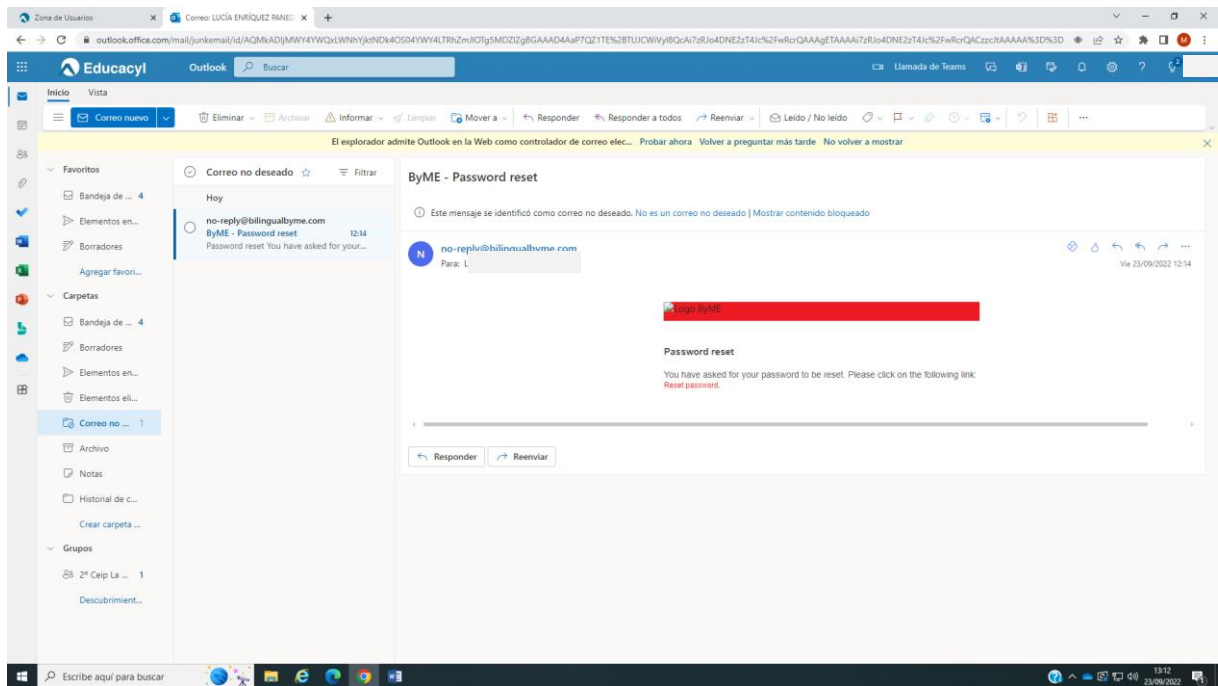 Zona de Usuarios
Correo: LUCÍA ENRÍQUEZ PANED
outlook.office.com/mail/junkemail/id/
Educacyl
Outlook
Buscar
Llamada de Teams
2
Inicio Vista
Correo nuevo
Eliminar
Archivar
Informar
Limpiar
Mover a
Responder
Responder a todos
Reenviar
Leído / No leído
El explorador admite Outlook en la Web como controlador de correo elec... Probar ahora Volver a preguntar más tarde No volver a mostrar
Favoritos
Bandeja de ... 4
Elementos en...
Borradores
Agregar favori...
Carpetas
Bandeja de ... 4
Borradores
Elementos en...
Elementos eli...
Correo no ... 1
Archivo
Notas
Historial de c...
Crear carpeta ...
Grupos
2º Ceip La ... 1
Descubrimient...
Correo no deseado
Filtrar
Hoy
no-reply@bilingualbyme.com
ByME - Password reset 12:14
Password reset You have asked for your...
ByME - Password reset
Este mensaje se identificó como correo no deseado. No es un correo no deseado | Mostrar contenido bloqueado
N
no-reply@bilingualbyme.com
Para: L
Vie 23/09/2022 12:14
Logo ByME
Password reset
You have asked for your password to be reset. Please click on the following link:
Reset password.
Responder
Reenviar
Escribe aquí para buscar
13:12
23/09/2022